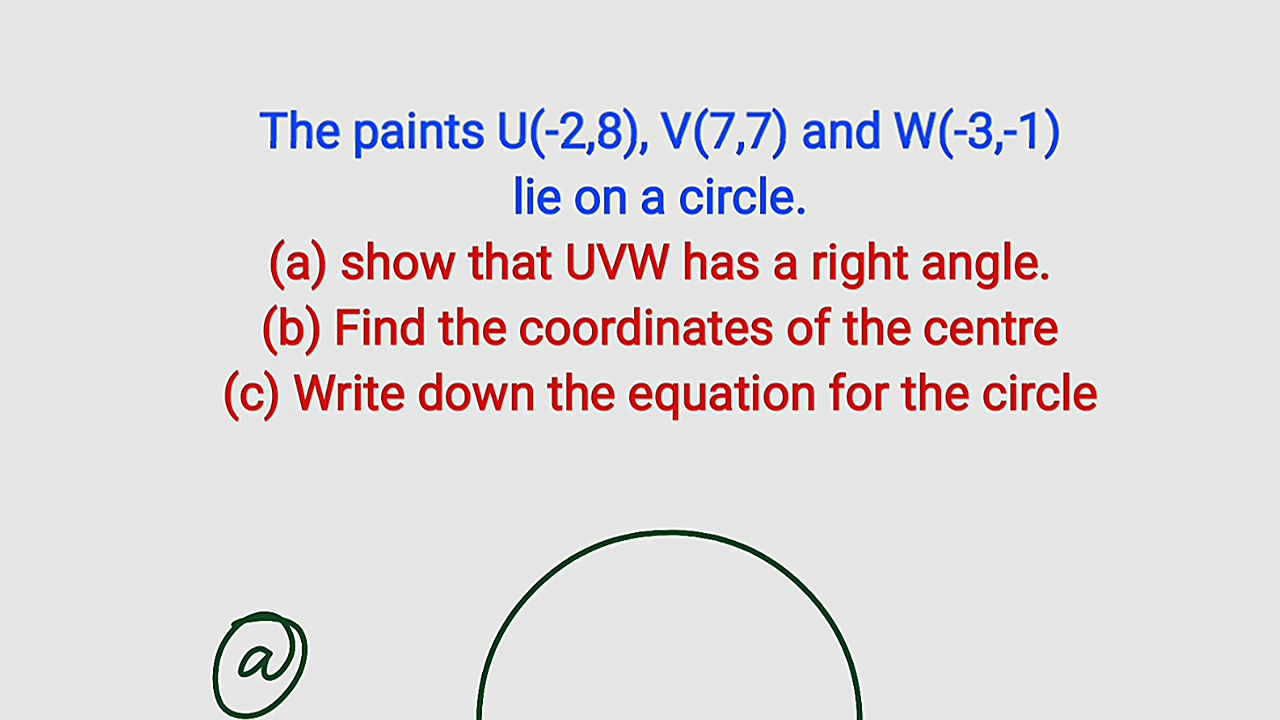 The paints U(-2,8), V(7,7) and W(-3,-1)
lie on a circle.
(a) show that UVW has a right angle.
(b) Find the coordinates of the centre
(c) Write down the equation for the circle
a